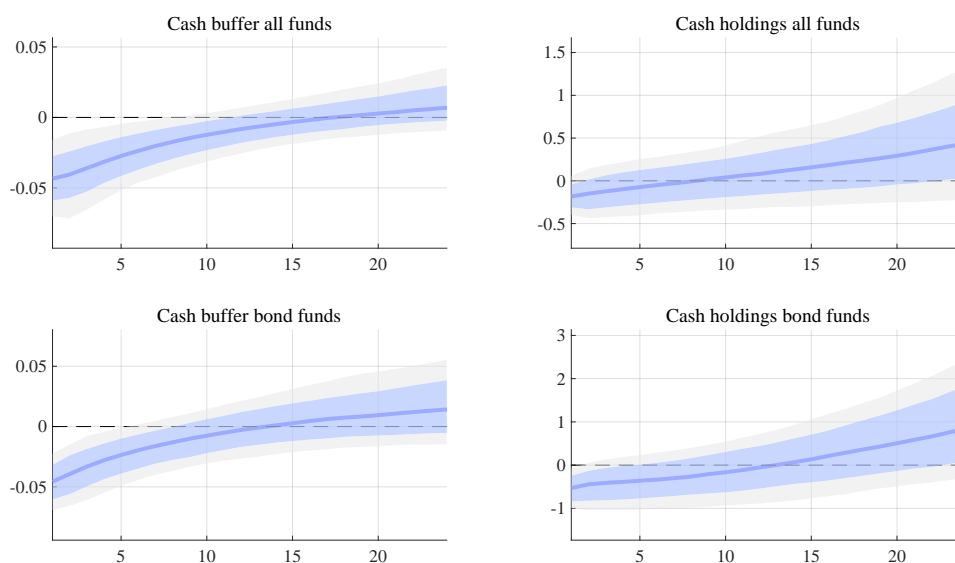 Cash buffer all funds
0.05
0
-0.05
5 10 15 20
Cash holdings all funds
1.5
1
0.5
0
-0.5
5 10 15 20
Cash buffer bond funds
0.05
0
-0.05
5 10 15 20
Cash holdings bond funds
3
2
1
0
-1
5 10 15 20